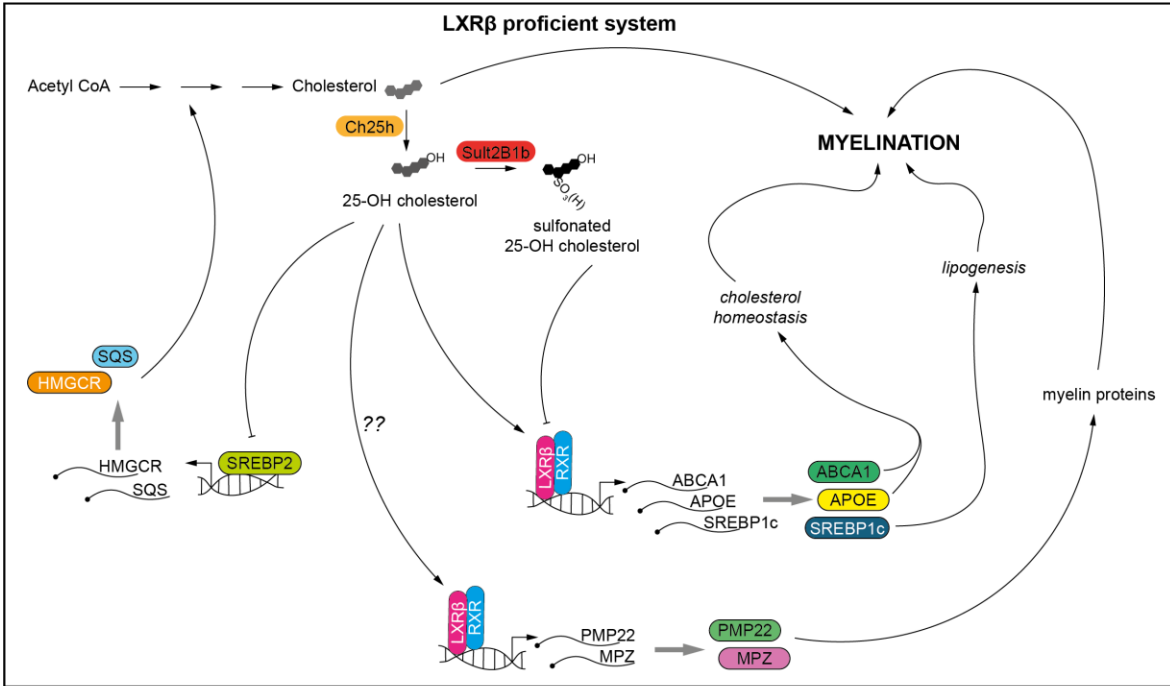 LXRβ proficient system
Acetyl CoA
Cholesterol
Ch25h
OH
Sult2B1b
OH
SO3(H)
25-OH cholesterol
sulfonated
25-OH cholesterol
MYELINATION
lipogenesis
cholesterol
homeostasis
SQS
HMGCR
myelin proteins
??
HMGCR
SQS
SREBP2
LXRβ
RXR
ABCA1
APOE
SREBP1c
ABCA1
APOE
SREBP1c
LXRβ
RXR
PMP22
MPZ
PMP22
MPZ